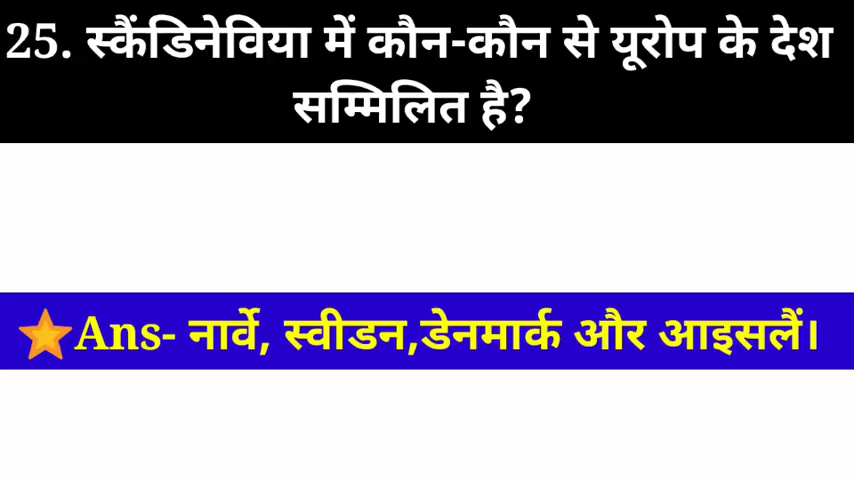 25. स्कैंडिनेविया में कौन-कौन से यूरोप के देश
सम्मिलित है?
Ans- नार्वे, स्वीडन,डेनमार्क और आइसलैं।